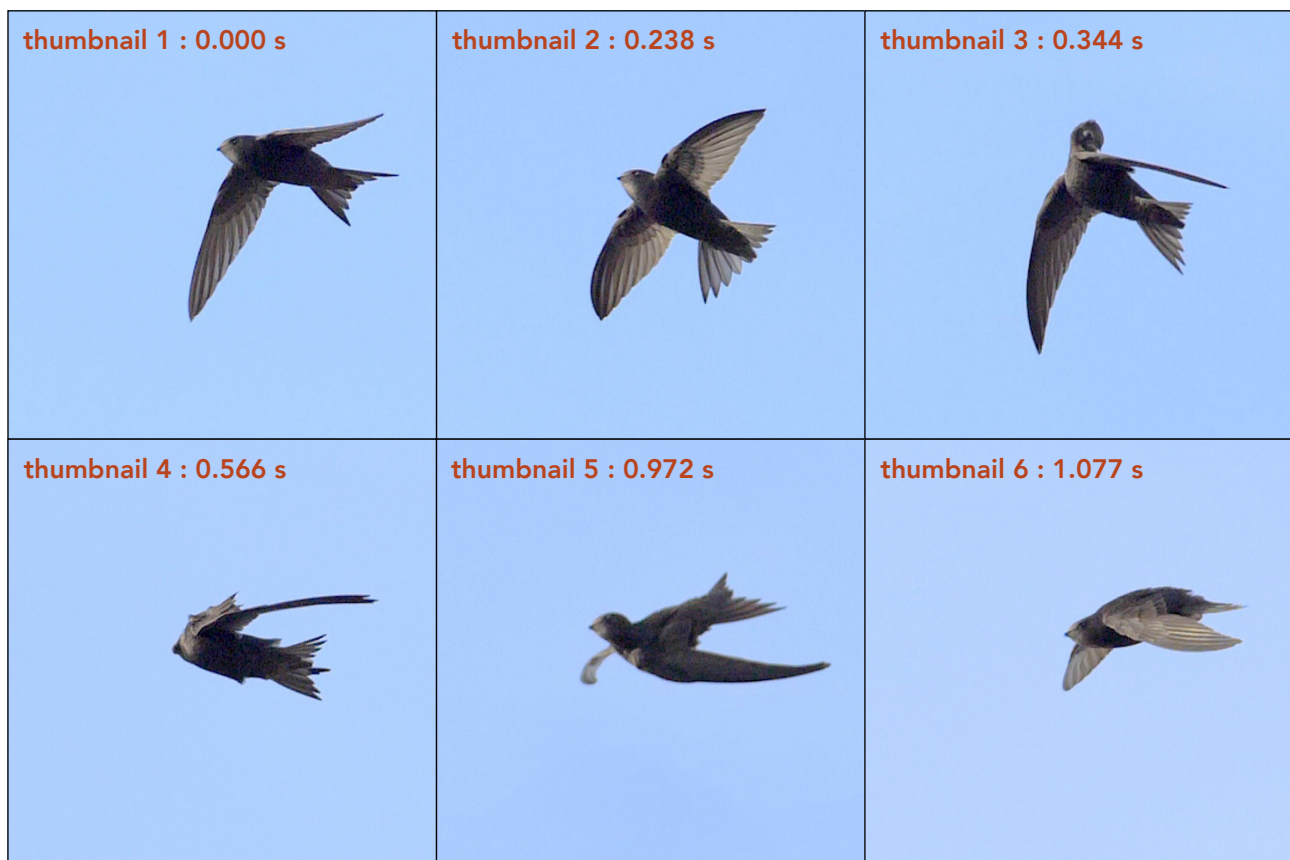 thumbnail 1 : 0.000 s
thumbnail 2 : 0.238 s
thumbnail 3 : 0.344 s
thumbnail 4 : 0.566 s
thumbnail 5 : 0.972 s
thumbnail 6 : 1.077 s